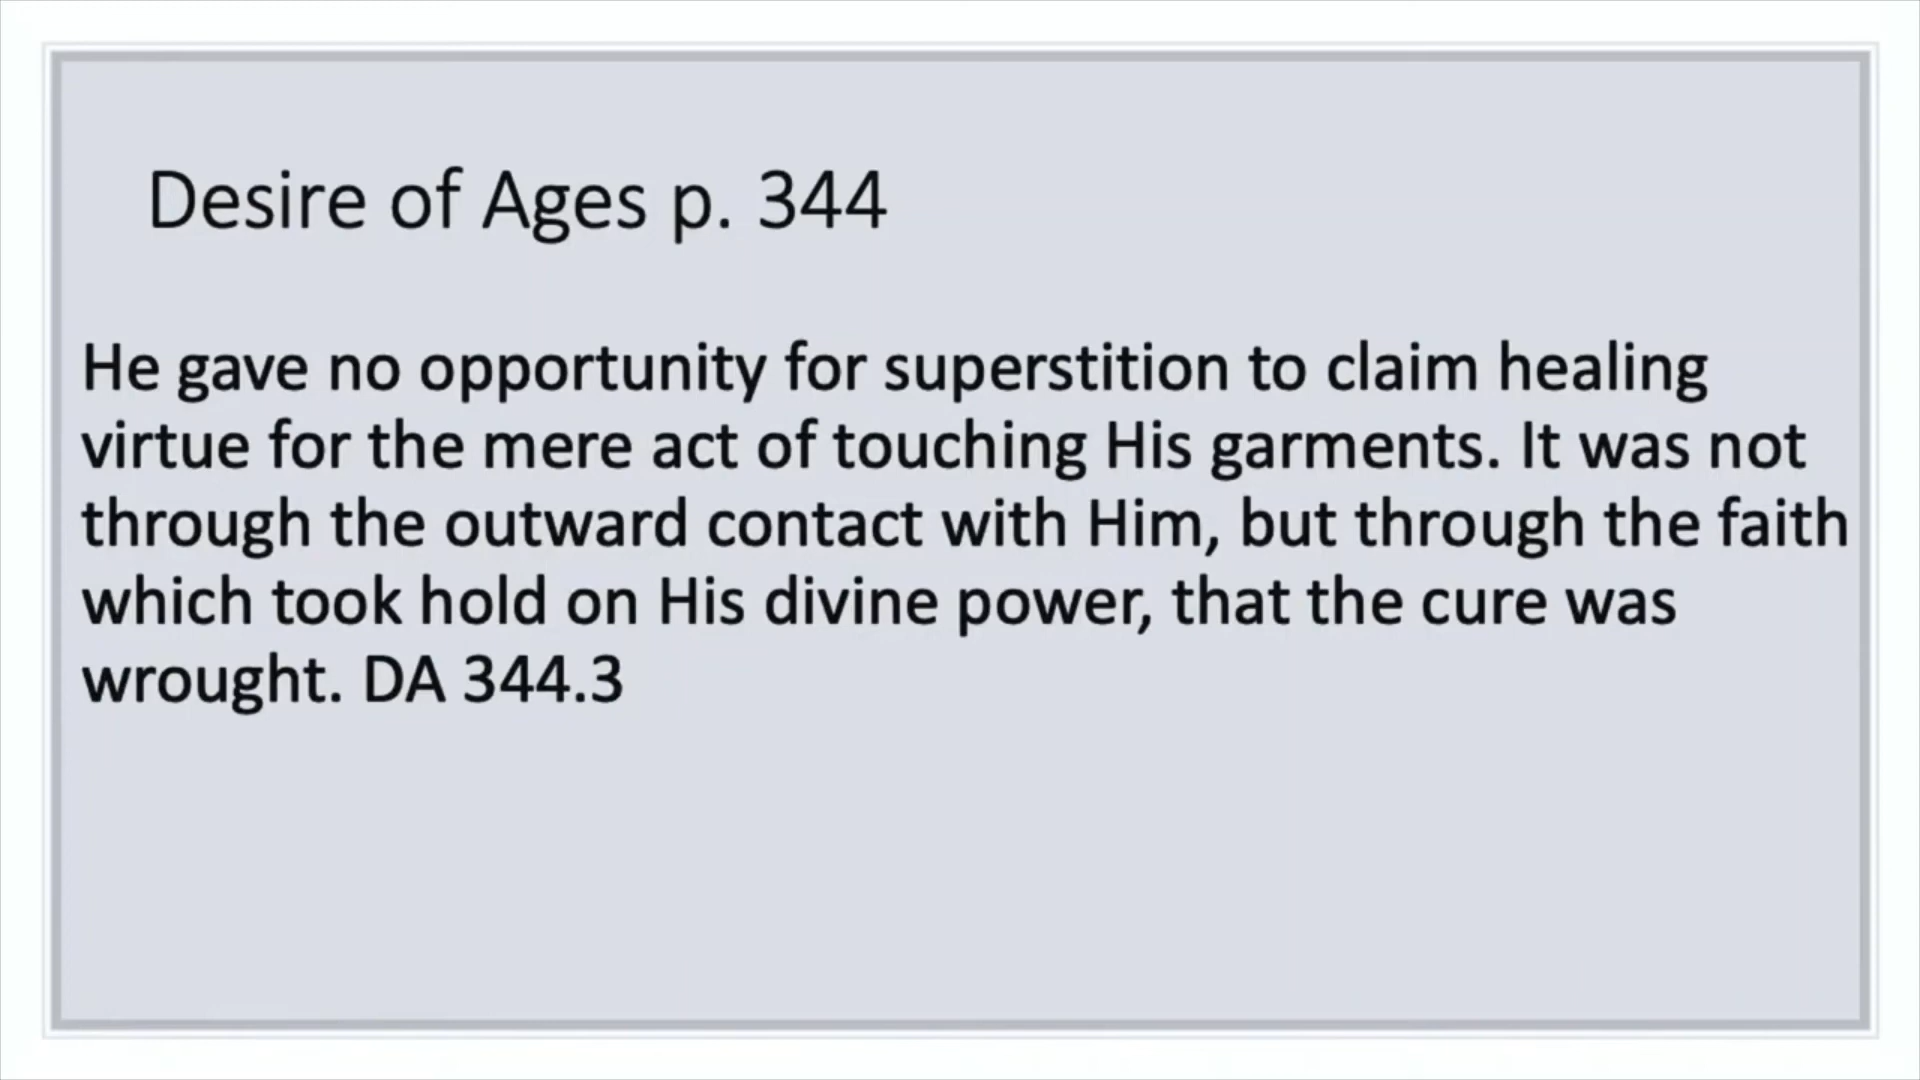 Desire of Ages p. 344
He gave no opportunity for superstition to claim healing
virtue for the mere act of touching His garments. It was not
through the outward contact with Him, but through the faith
which took hold on His divine power, that the cure was
wrought. DA 344.3